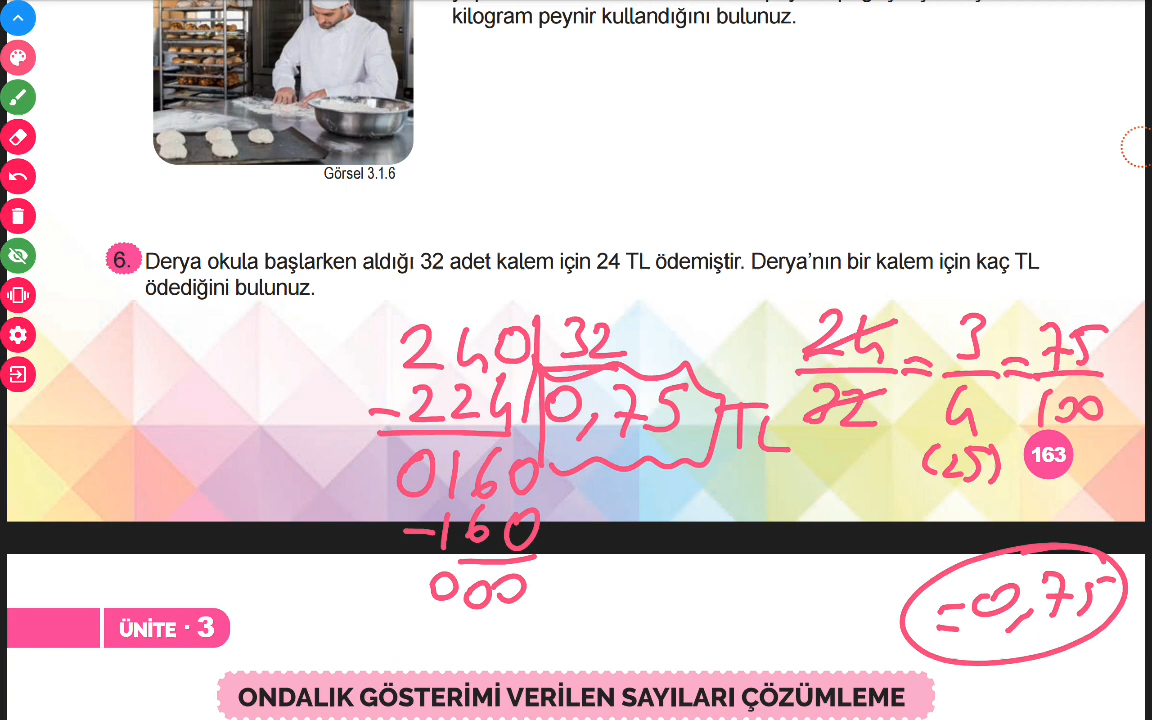 kilogram peynir kullandığını bulunuz.
Görsel 3.1.6
6. Derya okula başlarken aldığı 32 adet kalem için 24 TL ödemiştir. Derya'nın bir kalem için kaç TL
ödediğini bulunuz.
240 32
-224 0,75 TL
0160
-160
000
24/32 = 3/4 = 75/100
(25)
163
=0,75
ÜNİTE · 3
ONDALIK GÖSTERİMİ VERİLEN SAYILARI ÇÖZÜMLEME